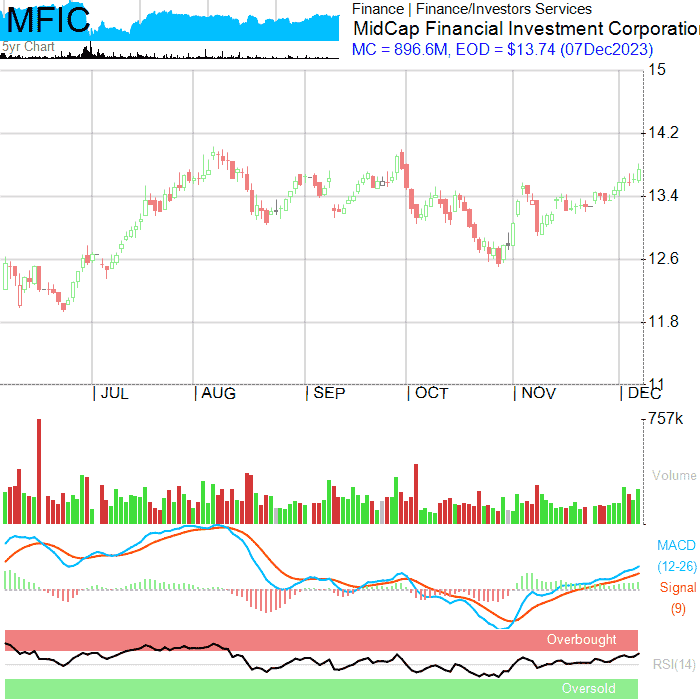 MFIC
5yr Chart
Finance | Finance/Investors Services
MidCap Financial Investment Corporation
MC = 896.6M, EOD = $13.74 (07Dec2023)
15
14.2
13.4
12.6
11.8
11
JUL AUG SEP OCT NOV DEC
757k
Volume
MACD
(12-26)
Signal
(9)
Overbought
RSI(14)
Oversold